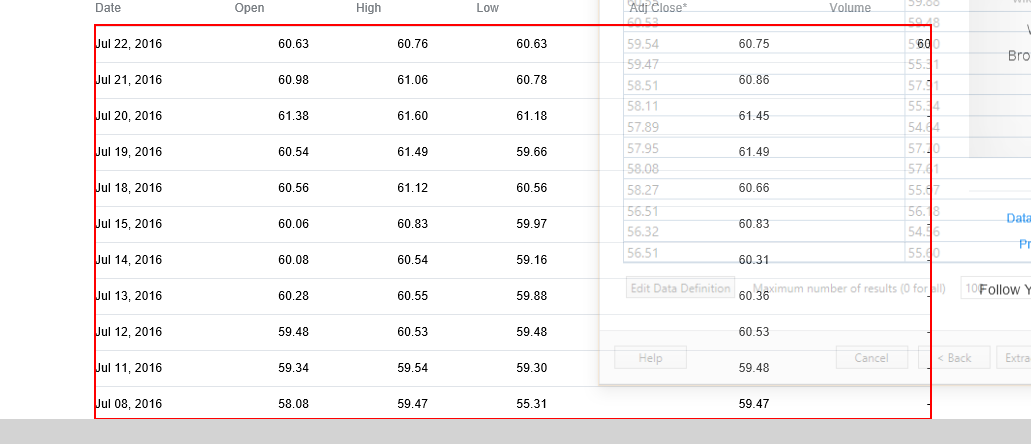 Date Open High Low Adj Close* Volume
59.88
60.53 59.48
Jul 22, 2016 60.63 60.76 60.63 60.75 60
59.54
59.47 55.31
Bro
Jul 21, 2016 60.98 61.06 60.78 60.86 -
58.51 57.91
58.11 55.34
Jul 20, 2016 61.38 61.60 61.18 61.45 -
57.89 54.64
Jul 19, 2016 60.54 61.49 59.66 61.49 -
57.95 57.20
58.08 57.61
Jul 18, 2016 60.56 61.12 60.56 60.66 -
58.27 55.67
56.51 56.18
Data
Jul 15, 2016 60.06 60.83 59.97 60.83 -
56.32 54.56
Pr
56.51 55.60
Jul 14, 2016 60.08 60.54 59.16 60.31 -
Edit Data Definition Maximum number of results (0 for all) 100
Follow Y
Jul 13, 2016 60.28 60.55 59.88 60.36 -
Jul 12, 2016 59.48 60.53 59.48 60.53 -
Help Cancel < Back Extra
Jul 11, 2016 59.34 59.54 59.30 59.48 -
Jul 08, 2016 58.08 59.47 55.31 59.47 -